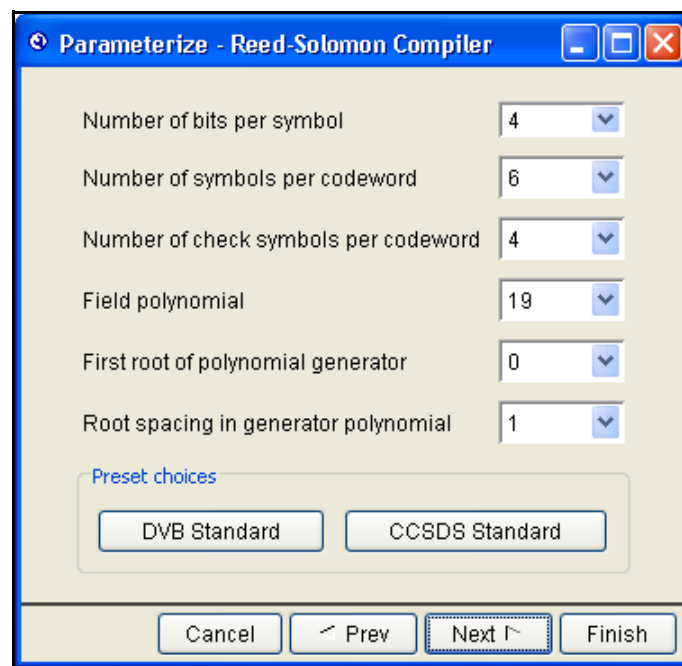 Parameterize - Reed-Solomon Compiler
Number of bits per symbol 4
Number of symbols per codeword 6
Number of check symbols per codeword 4
Field polynomial 19
First root of polynomial generator 0
Root spacing in generator polynomial 1
Preset choices
DVB Standard CCSDS Standard
Cancel Prev Next Finish